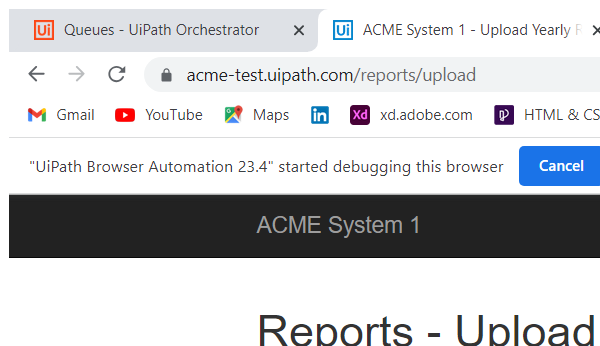 Ui Queues - UiPath Orchestrator Ui ACME System 1 - Upload Yearly
acme-test.uipath.com/reports/upload
Gmail YouTube Maps in Xd xd.adobe.com HTML & CS
"UiPath Browser Automation 23.4" started debugging this browser Cancel
ACME System 1
Reports - Upload